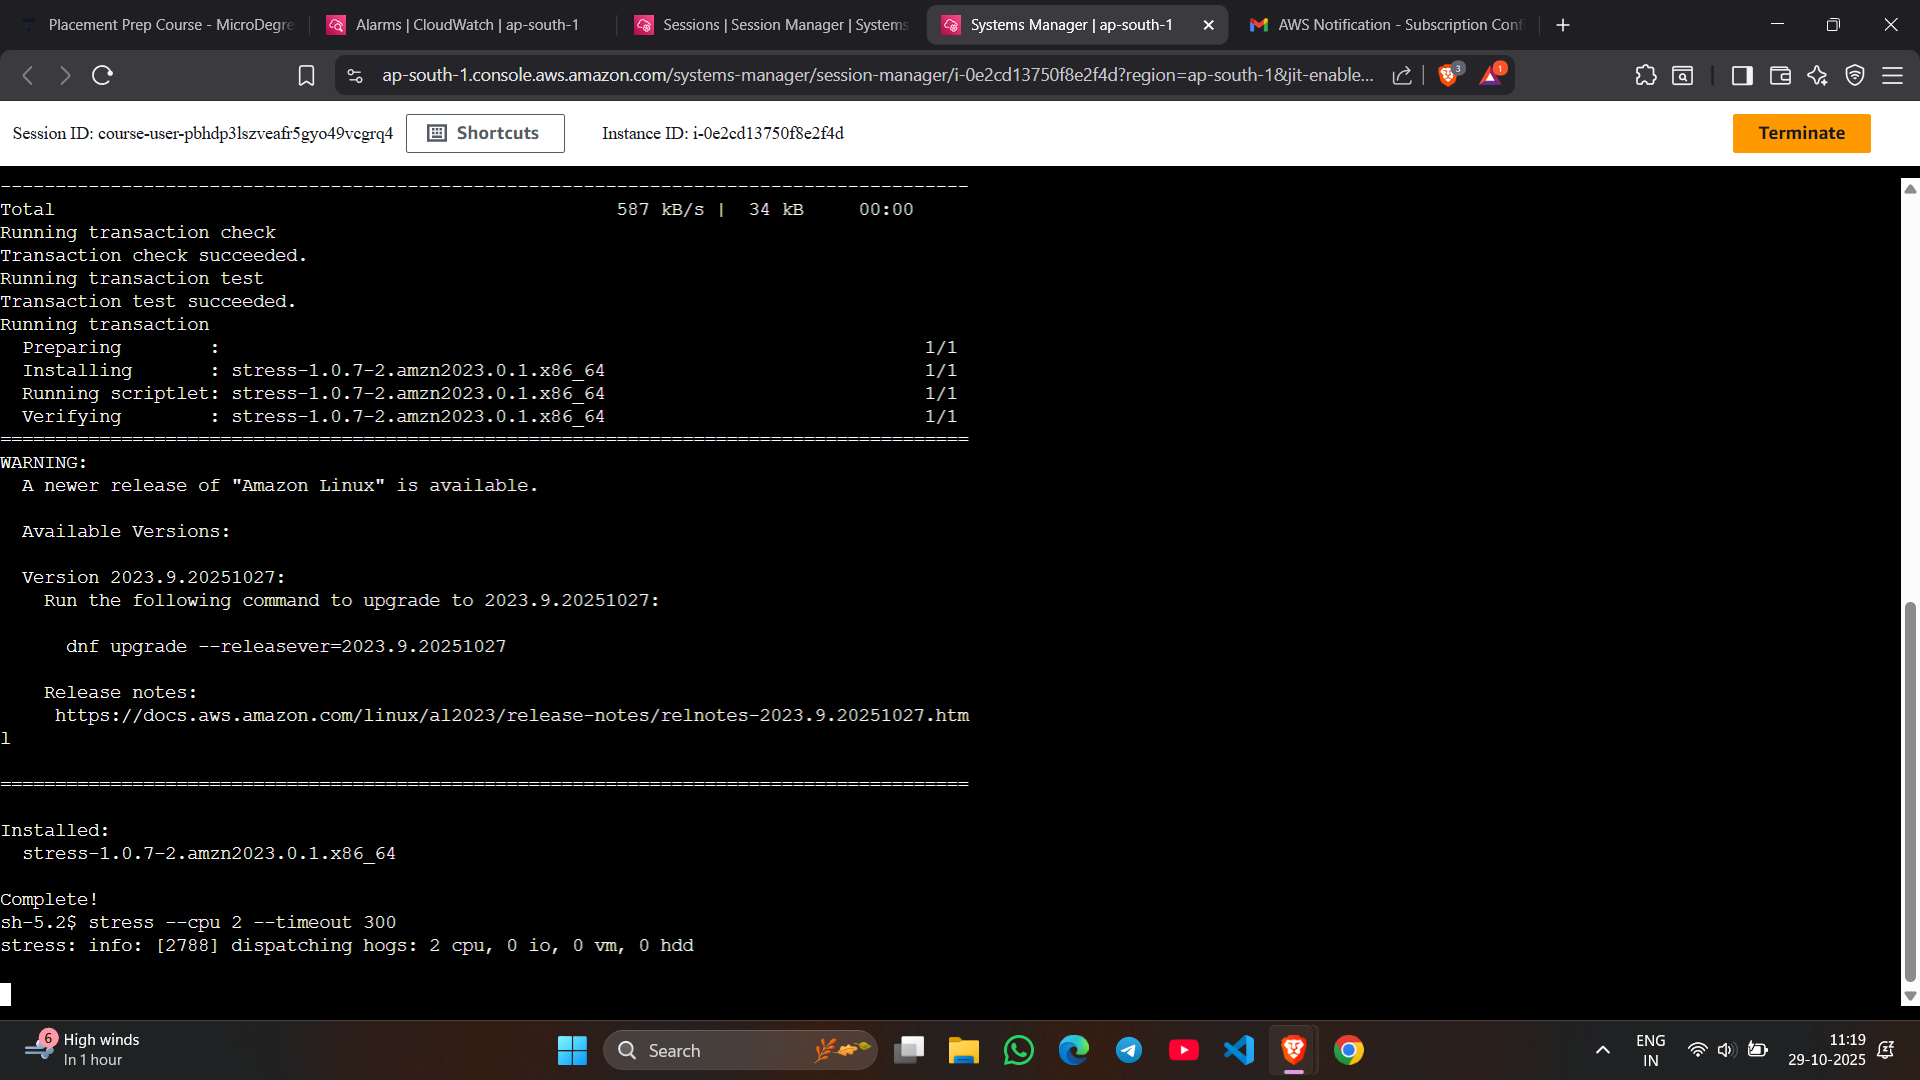 Placement Prep Course - MicroDegre
Alarms | CloudWatch | ap-south-1
Sessions | Session Manager | Systems
Systems Manager | ap-south-1
AWS Notification - Subscription Conf
ap-south-1.console.aws.amazon.com/systems-manager/session-manager/i-0e2cd13750f8e2f4d?region=ap-south-1&jit-enable...
3
1
Session ID: course-user-pbhdp3lszveafr5gyo49vcgrq4
Shortcuts
Instance ID: i-0e2cd13750f8e2f4d
Terminate
--------------------------------------------------------------------------------
Total 587 kB/s | 34 kB 00:00
Running transaction check
Transaction check succeeded.
Running transaction test
Transaction test succeeded.
Running transaction
Preparing : 1/1
Installing : stress-1.0.7-2.amzn2023.0.1.x86_64 1/1
Running scriptlet: stress-1.0.7-2.amzn2023.0.1.x86_64 1/1
Verifying : stress-1.0.7-2.amzn2023.0.1.x86_64 1/1
================================================================================
WARNING:
A newer release of "Amazon Linux" is available.
Available Versions:
Version 2023.9.20251027:
Run the following command to upgrade to 2023.9.20251027:
dnf upgrade --releasever=2023.9.20251027
Release notes:
https://docs.aws.amazon.com/linux/al2023/release-notes/relnotes-2023.9.20251027.htm
l
================================================================================
Installed:
stress-1.0.7-2.amzn2023.0.1.x86_64
Complete!
sh-5.2$ stress --cpu 2 --timeout 300
stress: info: [2788] dispatching hogs: 2 cpu, 0 io, 0 vm, 0 hdd
6
High winds
In 1 hour
Search
ENG
IN
11:19
29-10-2025